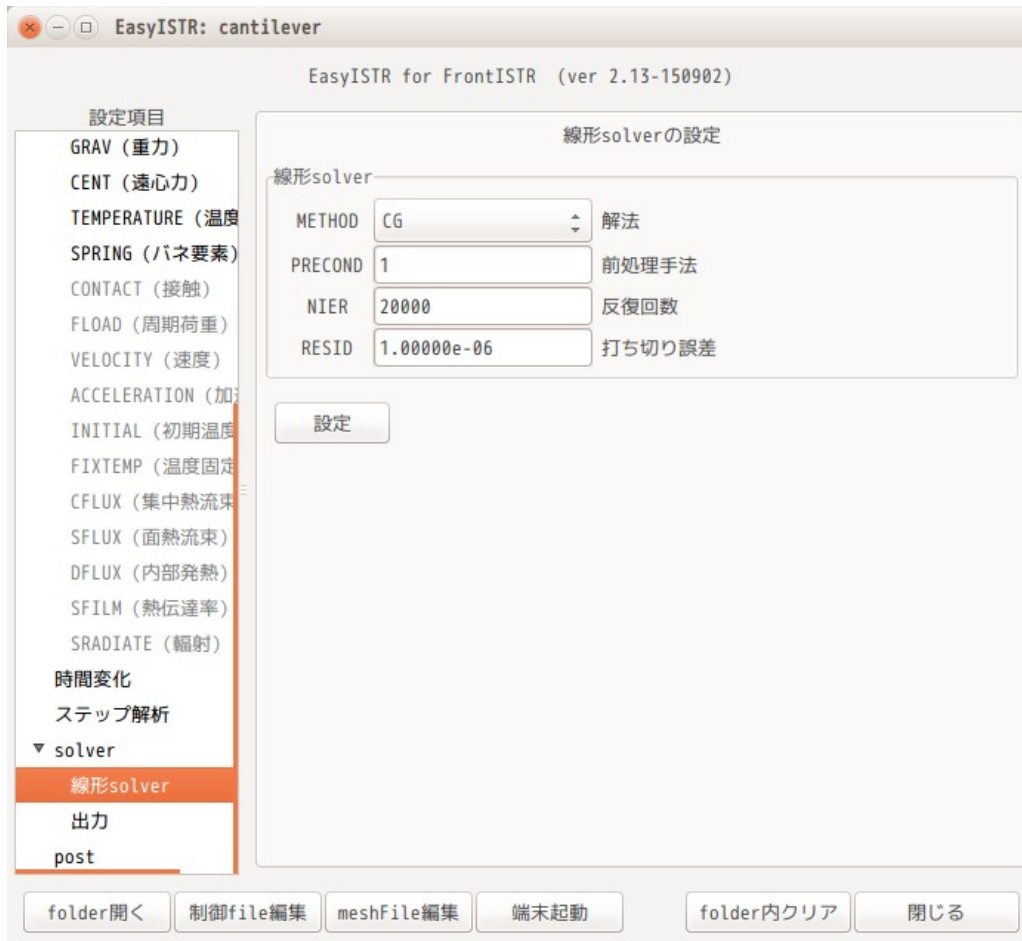 EasyISTR: cantilever
EasyISTR for FrontISTR (ver 2.13-150902)
設定項目
GRAV (重力)
CENT (遠心力)
TEMPERATURE (温度
SPRING (バネ要素)
CONTACT (接触)
FLOAD (周期荷重)
VELOCITY (速度)
ACCELERATION (加
INITIAL (初期温度
FIXTEMP (温度固定
CFLUX (集中熱流束
SFLUX (面熱流束)
DFLUX (内部発熱)
SFILM (熱伝達率)
SRADIATE (輻射)
時間変化
ステップ解析
solver
線形solver
出力
post
線形solverの設定
線形solver
METHOD CG 解法
PRECOND 1 前処理手法
NIER 20000 反復回数
RESID 1.00000e-06 打ち切り誤差
設定
folder開く 制御file編集 meshFile編集 端末起動 folder内クリア 閉じる